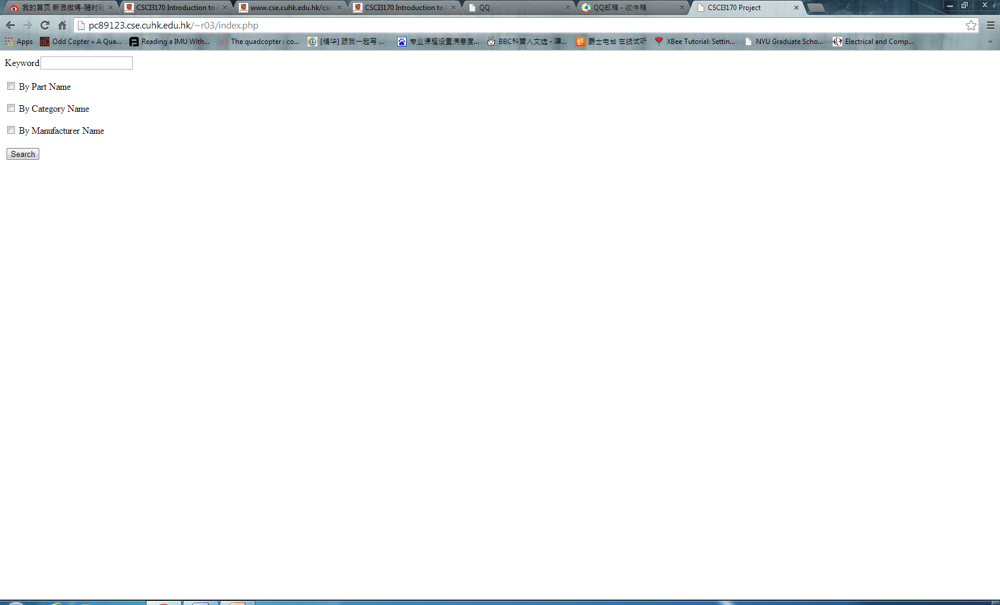 我的首页 新浪微博-随时随
CSCI3170 Introduction to
www.cse.cuhk.edu.hk/csc
CSCI3170 Introduction to
QQ
QQ邮箱 - 收件箱
CSCI3170 Project
pc89123.cse.cuhk.edu.hk/~r03/index.php
Apps
Odd Copter » A Qua...
Reading a IMU With...
The quadcopter : co...
[精华] 跟我一起写 ...
专业课程设置满意度...
BBC科普人文选 - 哩...
爵士电台 在线试听
XBee Tutorial: Settin...
NYU Graduate Scho...
Electrical and Comp...
»
Keyword
By Part Name
By Category Name
By Manufacturer Name
Search